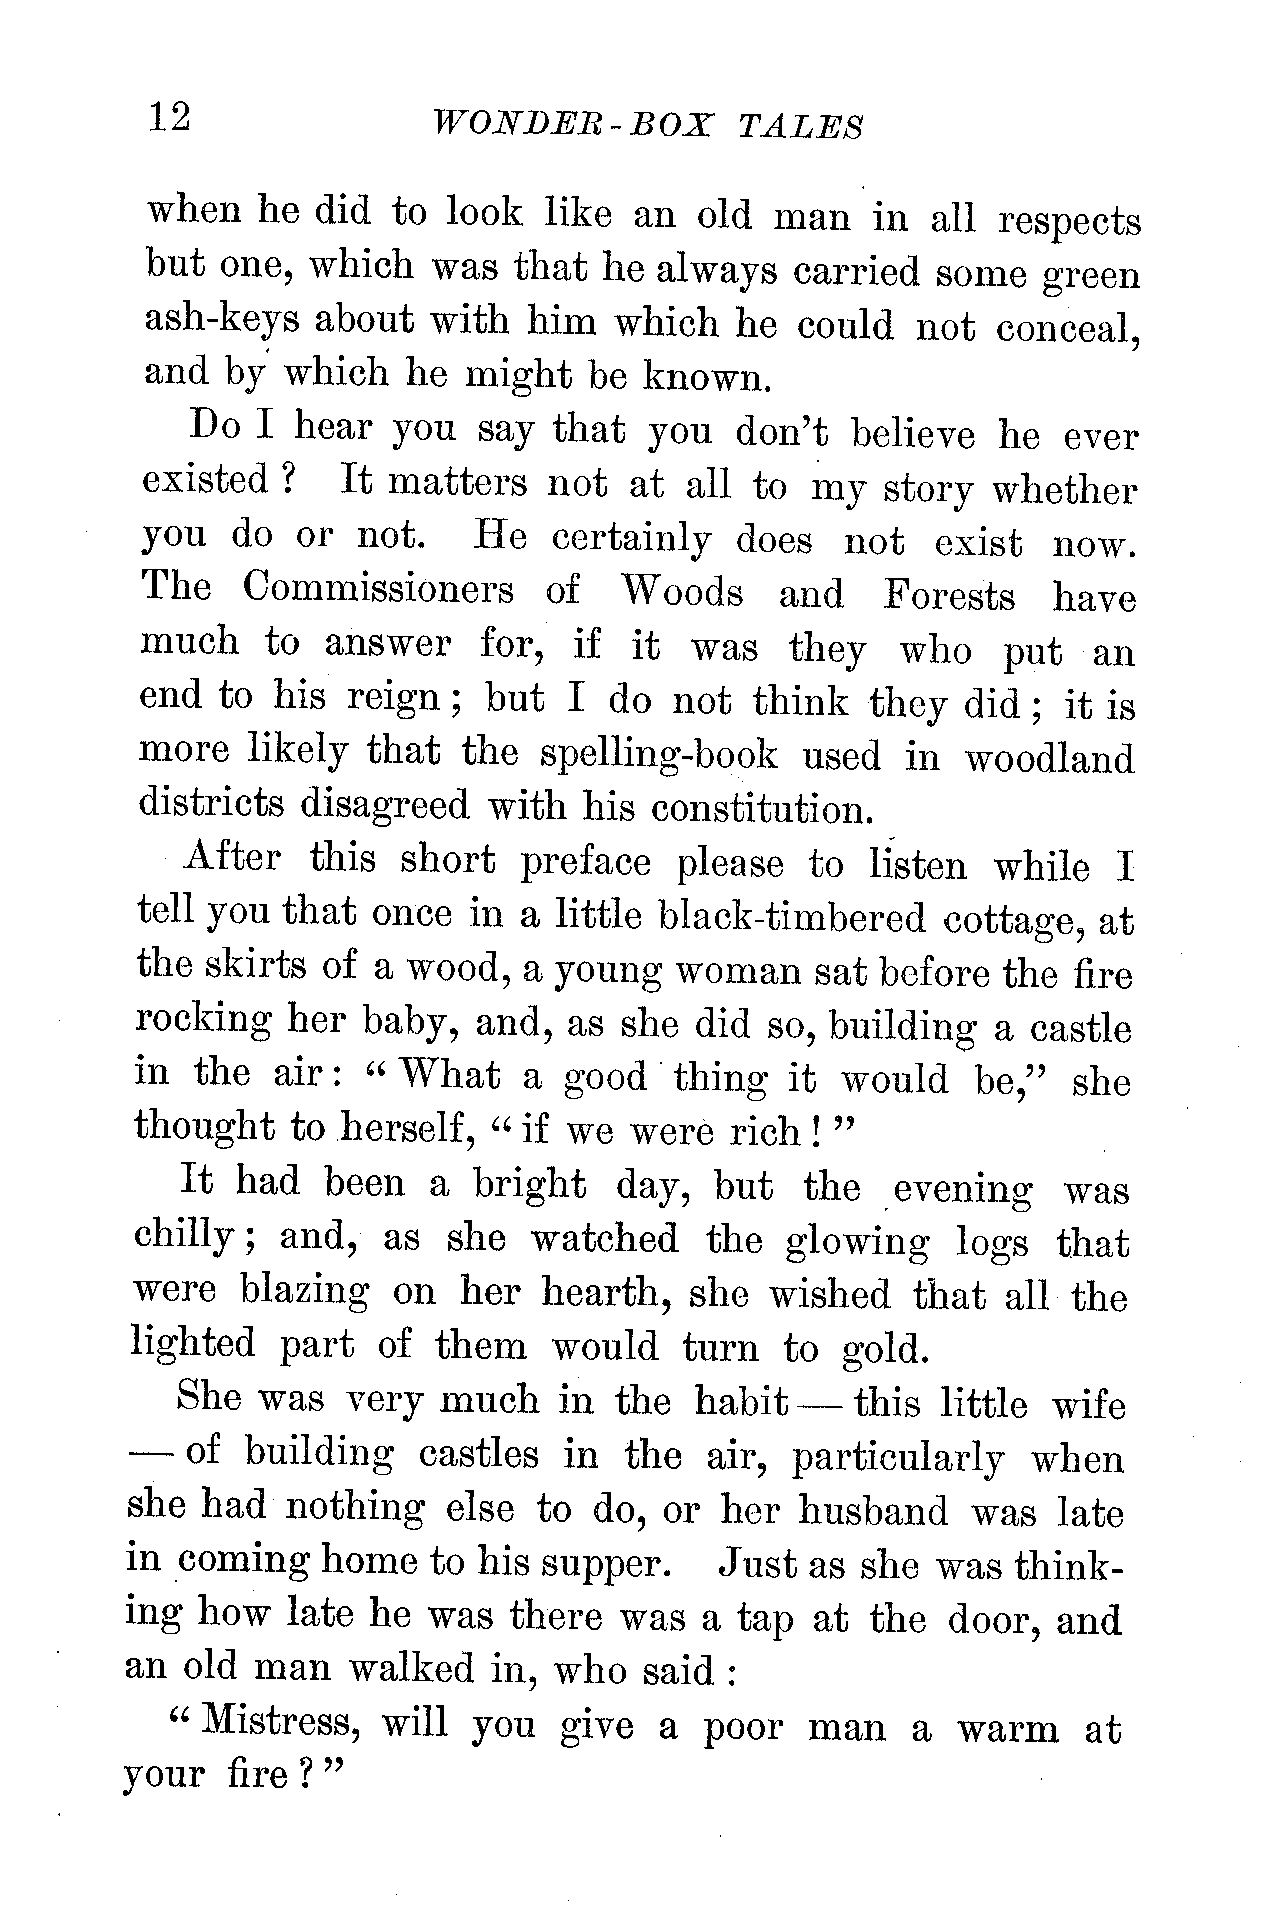 12
WONDER-BOX TALES
when he did to look like an old man in all respects
but one, which was that he always carried some green
ash-keys about with him which he could not conceal,
and by which he might be known.
Do I hear you say that you don't believe he ever
existed ? It matters not at all to my story whether
you do or not. He certainly does not exist now.
The Commissioners of Woods and Forests have
much to answer for, if it was they who put an
end to his reign ; but I do not think they did ; it is
more likely that the spelling-book used in woodland
districts disagreed with his constitution.
After this short preface please to listen while I
tell you that once in a little black-timbered cottage, at
the skirts of a wood, a young woman sat before the fire
rocking her baby, and, as she did so, building a castle
in the air : “ What a good thing it would be,” she
thought to herself, “ if we were rich ! ”
It had been a bright day, but the evening was
chilly ; and, as she watched the glowing logs that
were blazing on her hearth, she wished that all the
lighted part of them would turn to gold.
She was very much in the habit — this little wife
— of building castles in the air, particularly when
she had nothing else to do, or her husband was late
in coming home to his supper. Just as she was think-
ing how late he was there was a tap at the door, and
an old man walked in, who said :
“ Mistress, will you give a poor man a warm at
your fire ? ”